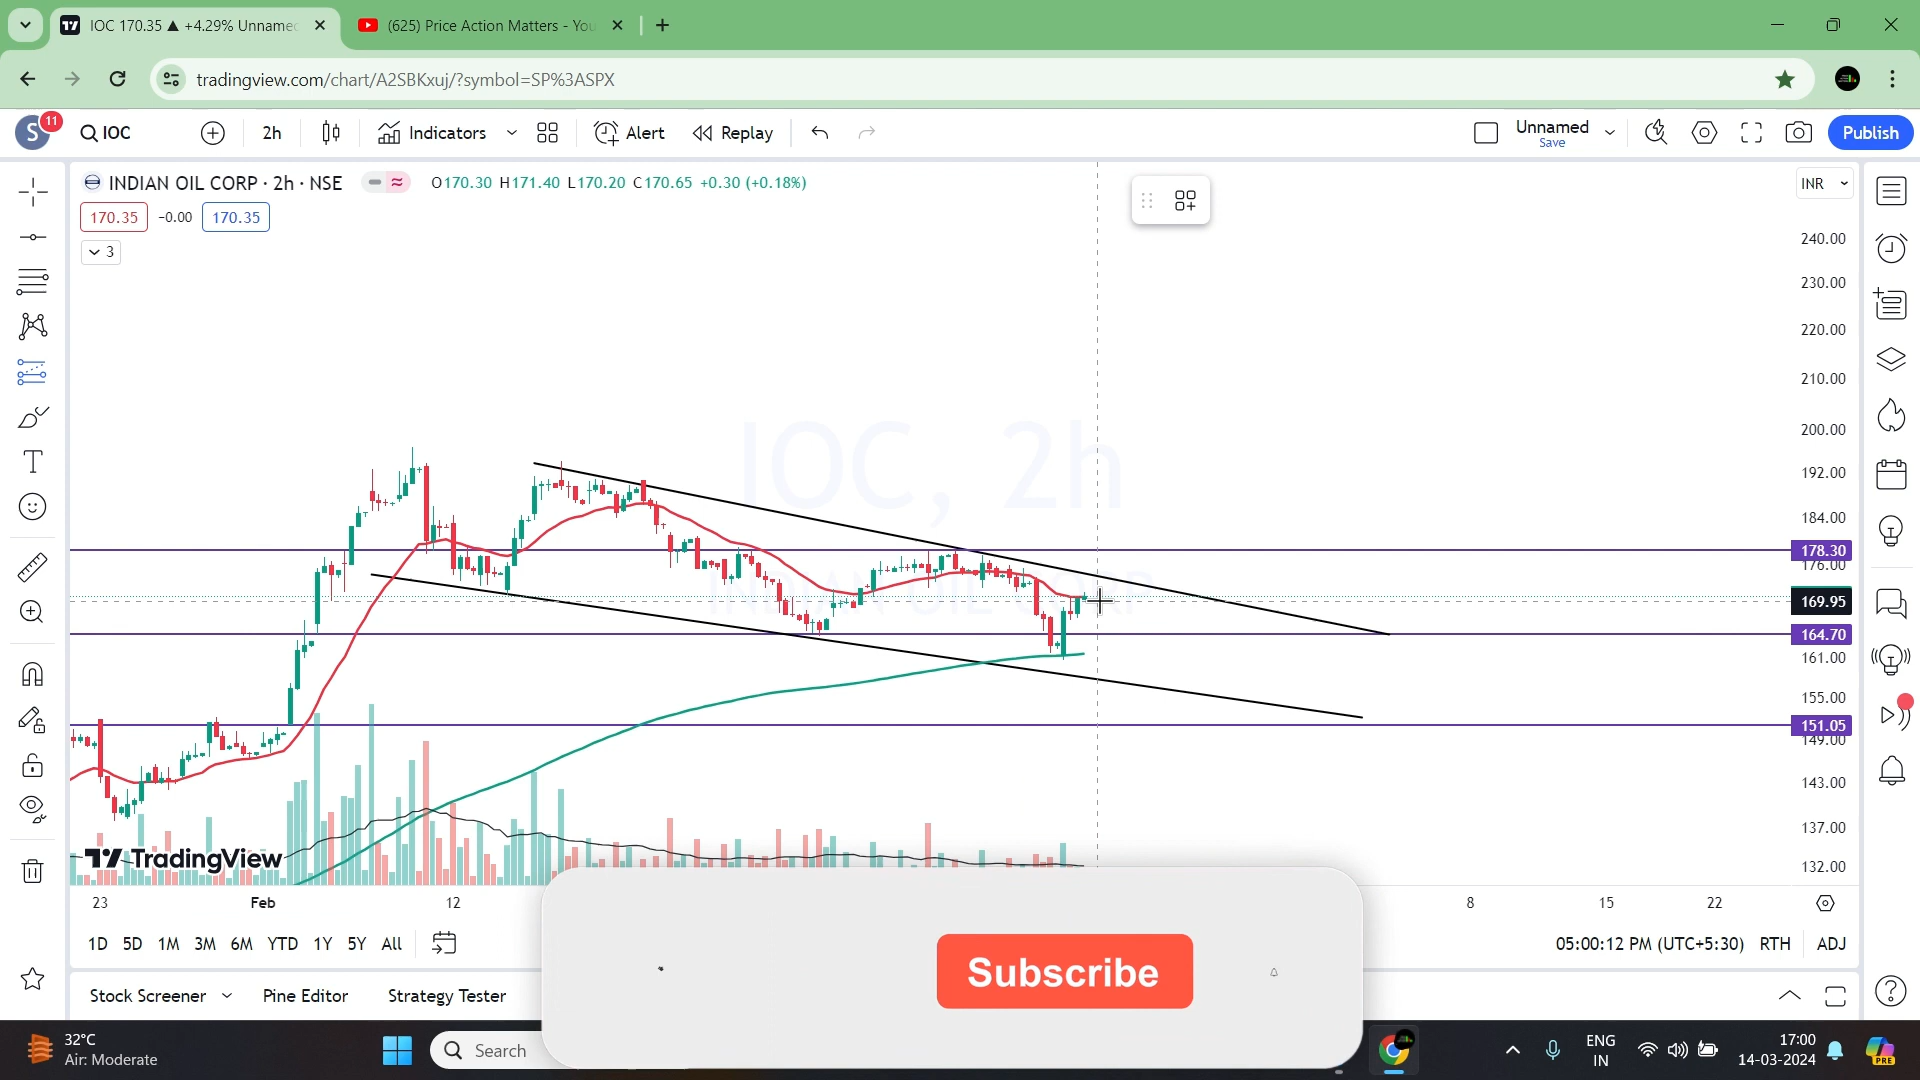 IOC 170.35 ▲ +4.29% Unname
(625) Price Action Matters - You
tradingview.com/chart/A2SBKxuj/?symbol=SP%3ASPX
S 11 IOC 2h Indicators Alert Replay Unnamed Save Publish
INDIAN OIL CORP · 2h · NSE O170.30 H171.40 L170.20 C170.65 +0.30 (+0.18%) INR
170.35 -0.00 170.35
3
240.00
230.00
220.00
210.00
IOC, 2h
INDIAN OIL CORP
200.00
192.00
184.00
178.30
176.00
169.95
164.70
161.00
155.00
151.05
149.00
143.00
137.00
TradingView
132.00
23 Feb 12 8 15 22
1D 5D 1M 3M 6M YTD 1Y 5Y All 05:00:12 PM (UTC+5:30) RTH ADJ
Subscribe
Stock Screener Pine Editor Strategy Tester
32°C
Air: Moderate
Search
ENG
IN
17:00
14-03-2024
PRE